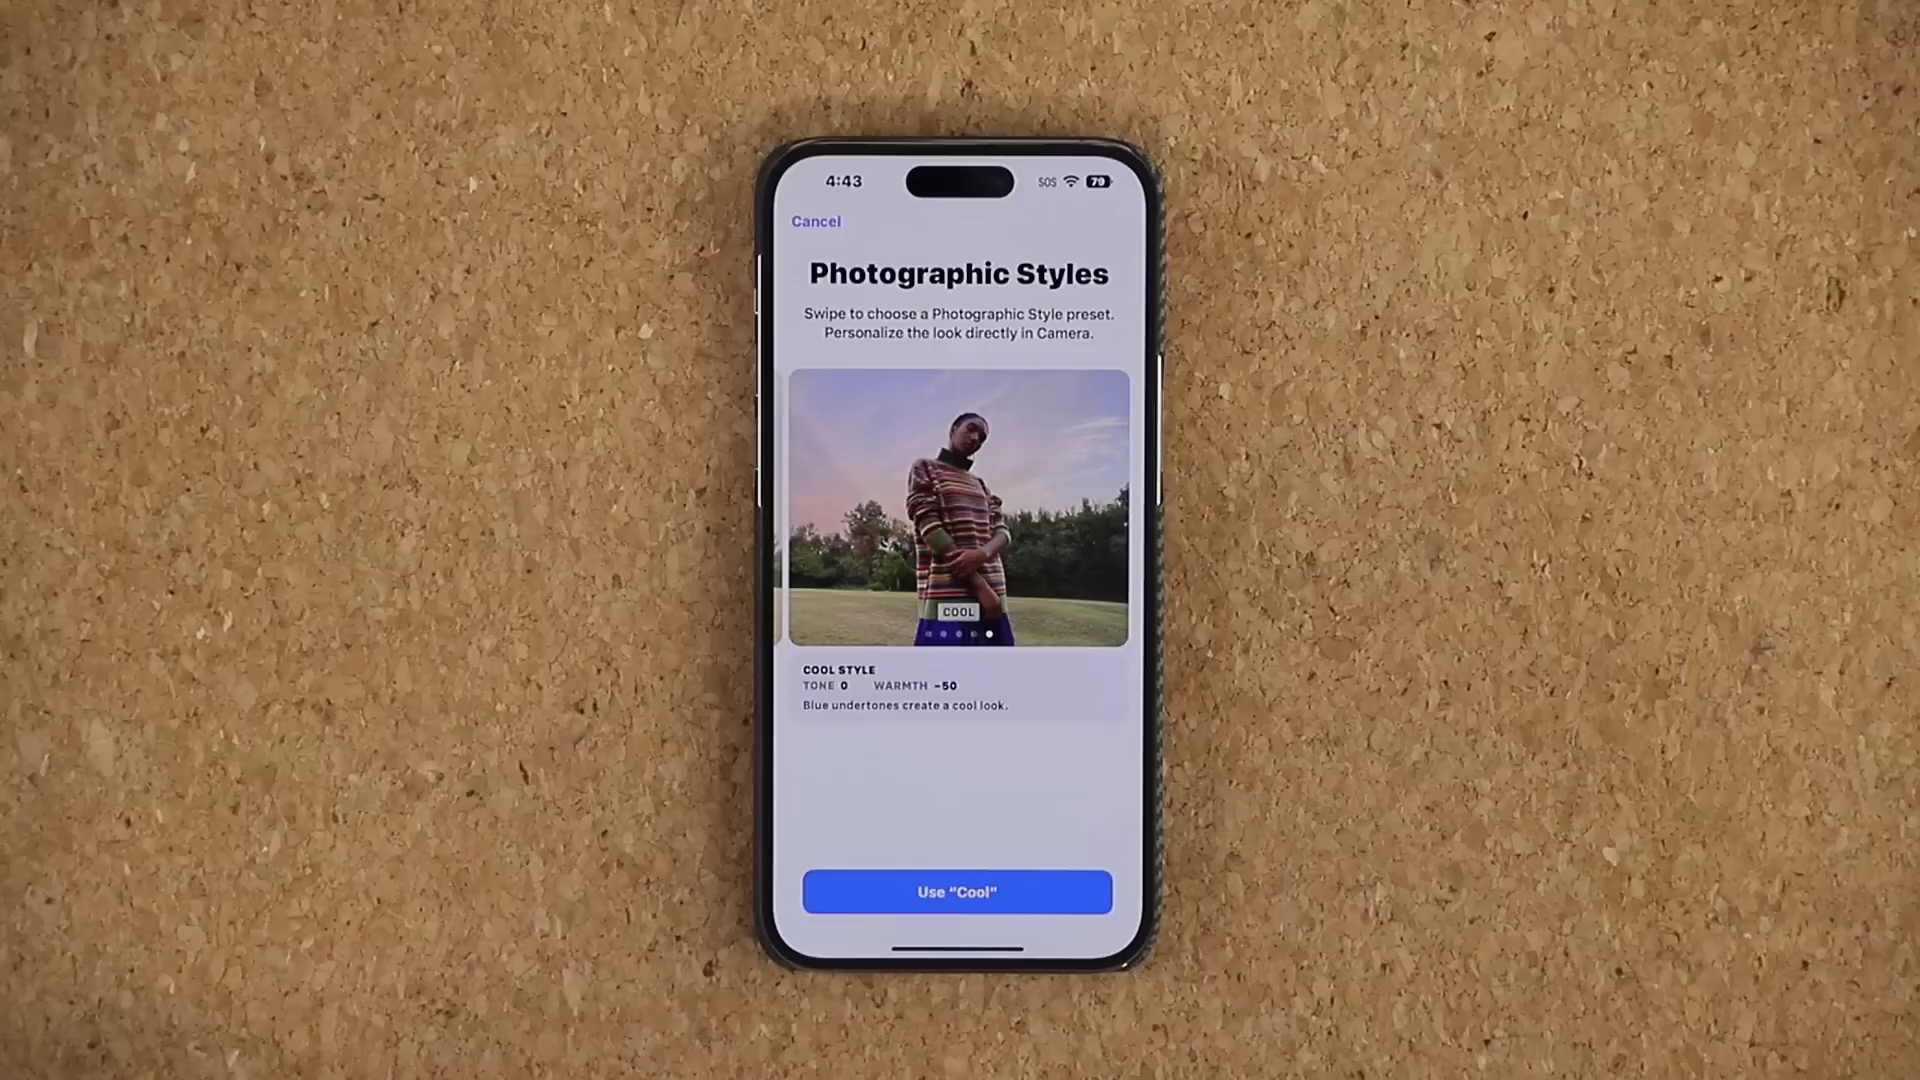 4:43
SOS
79
Cancel
Photographic Styles
Swipe to choose a Photographic Style preset.
Personalize the look directly in Camera.
COOL
COOL STYLE
TONE 0 WARMTH -50
Blue undertones create a cool look.
Use “Cool”